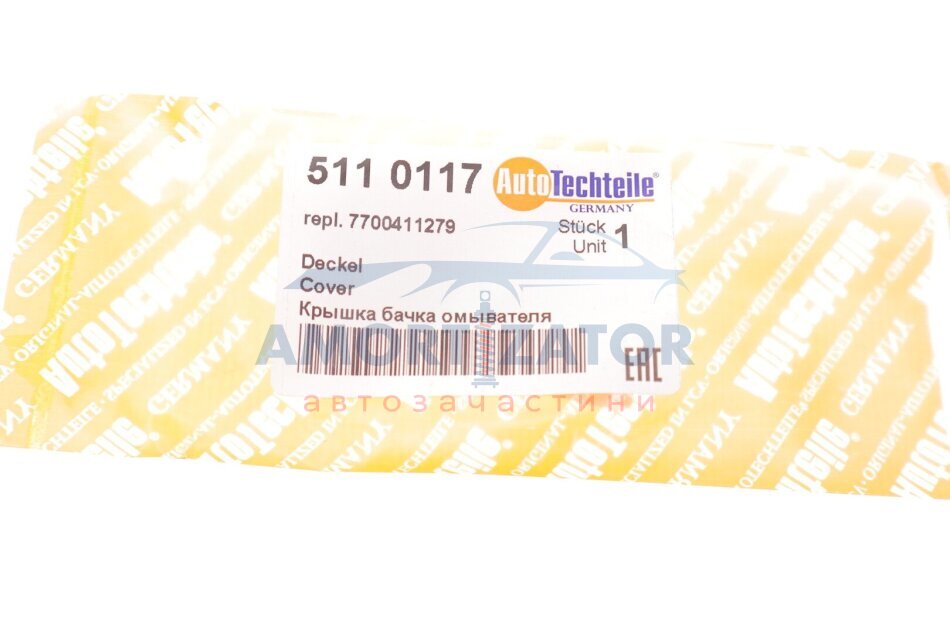 511 0117
AutoTechteile®
GERMANY
repl. 7700411279
Stück
Unit 1
Deckel
Cover
Крышка бачка омывателя
AMORTIZATOR
автозапчастини
EAC